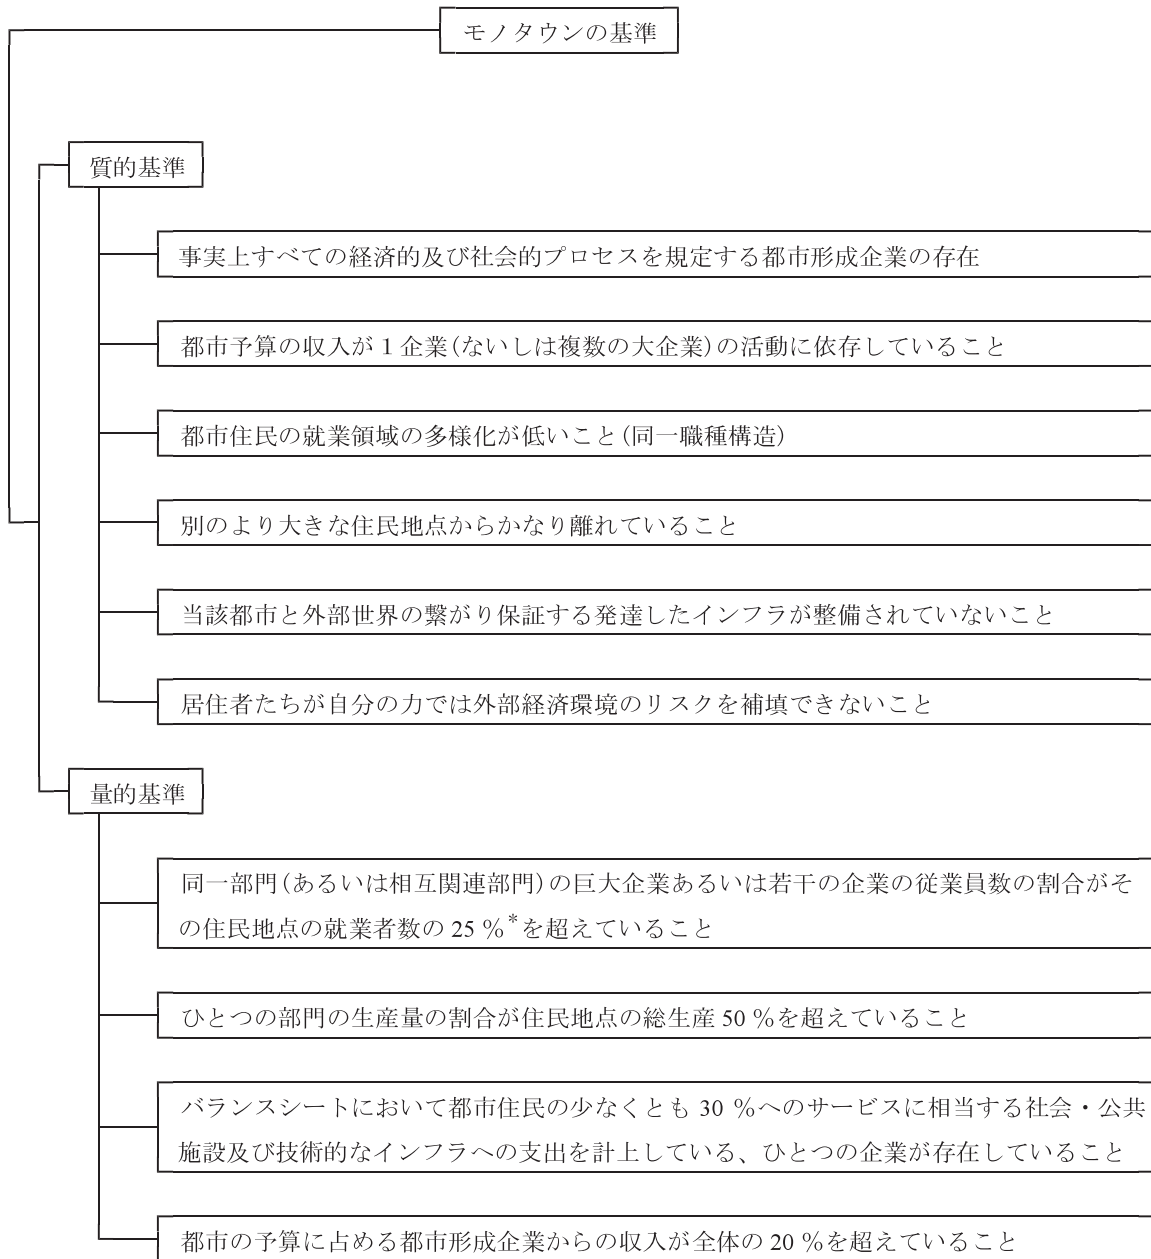 モノタウンの基準
質的基準
事実上すべての経済的及び社会的プロセスを規定する都市形成企業の存在
都市予算の収入が1企業(ないしは複数の大企業)の活動に依存していること
都市住民の就業領域の多様化が低いこと(同一職種構造)
別のより大きな住民地点からかなり離れていること
当該都市と外部世界の繋がり保証する発達したインフラが整備されていないこと
居住者たちが自分の力では外部経済環境のリスクを補填できないこと
量的基準
同一部門(あるいは相互関連部門)の巨大企業あるいは若干の企業の従業員数の割合がそ
の住民地点の就業者数の 25 %*を超えていること
ひとつの部門の生産量の割合が住民地点の総生産 50 %を超えていること
バランスシートにおいて都市住民の少なくとも 30 %へのサービスに相当する社会・公共
施設及び技術的なインフラへの支出を計上している、ひとつの企業が存在していること
都市の予算に占める都市形成企業からの収入が全体の 20 %を超えていること